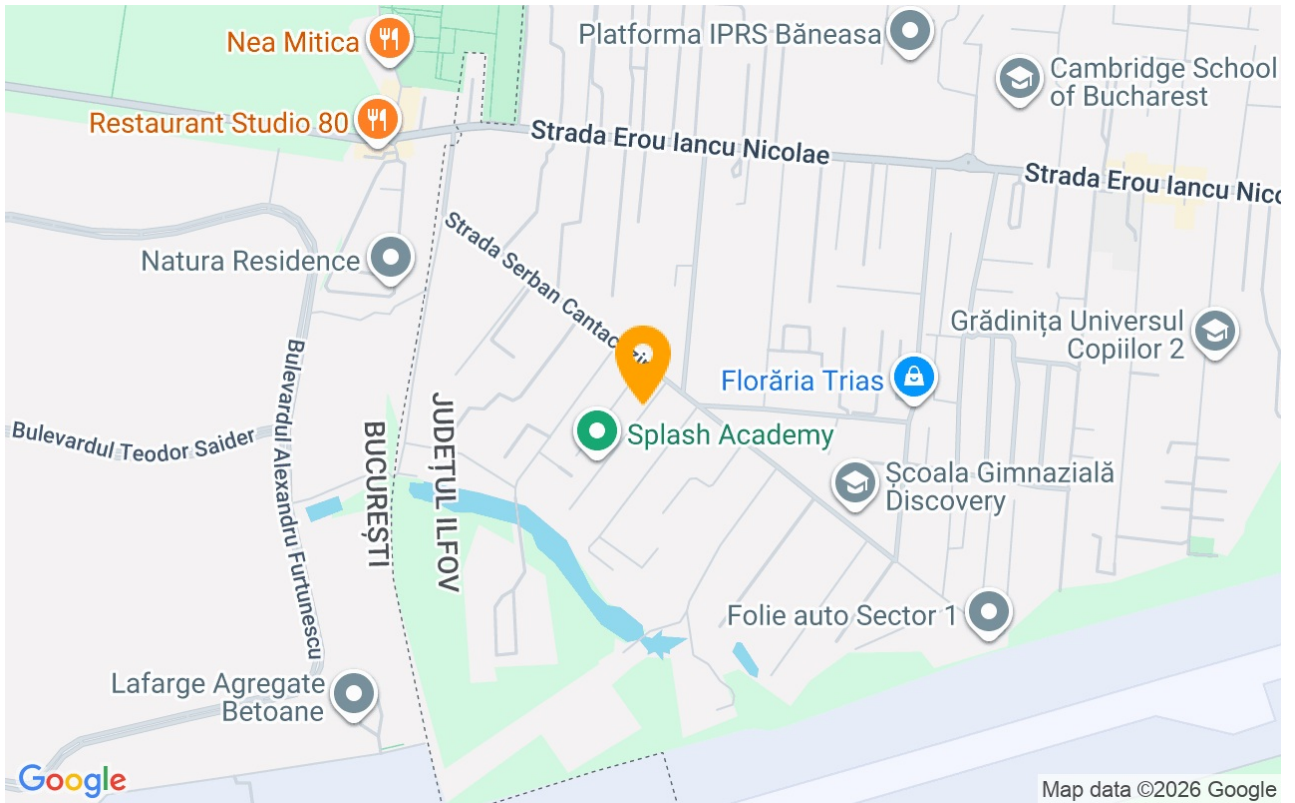 Nea Mitica
Platforma IPRS Băneasa
Cambridge School
of Bucharest
Restaurant Studio 80
Strada Erou Iancu Nicolae
Strada Erou Iancu Nico
Strada Serban Cantac
Natura Residence
Grădinița Universul
Copiilor 2
Florăria Trias
Bulevardul Alexandru Furtunescu
Bulevardul Teodor Saider
JUDEȚUL ILFOV
BUCUREȘTI
Splash Academy
Școala Gimnazială
Discovery
Folie auto Sector 1
Lafarge Agregate
Betoane
Google
Map data ©2026 Google